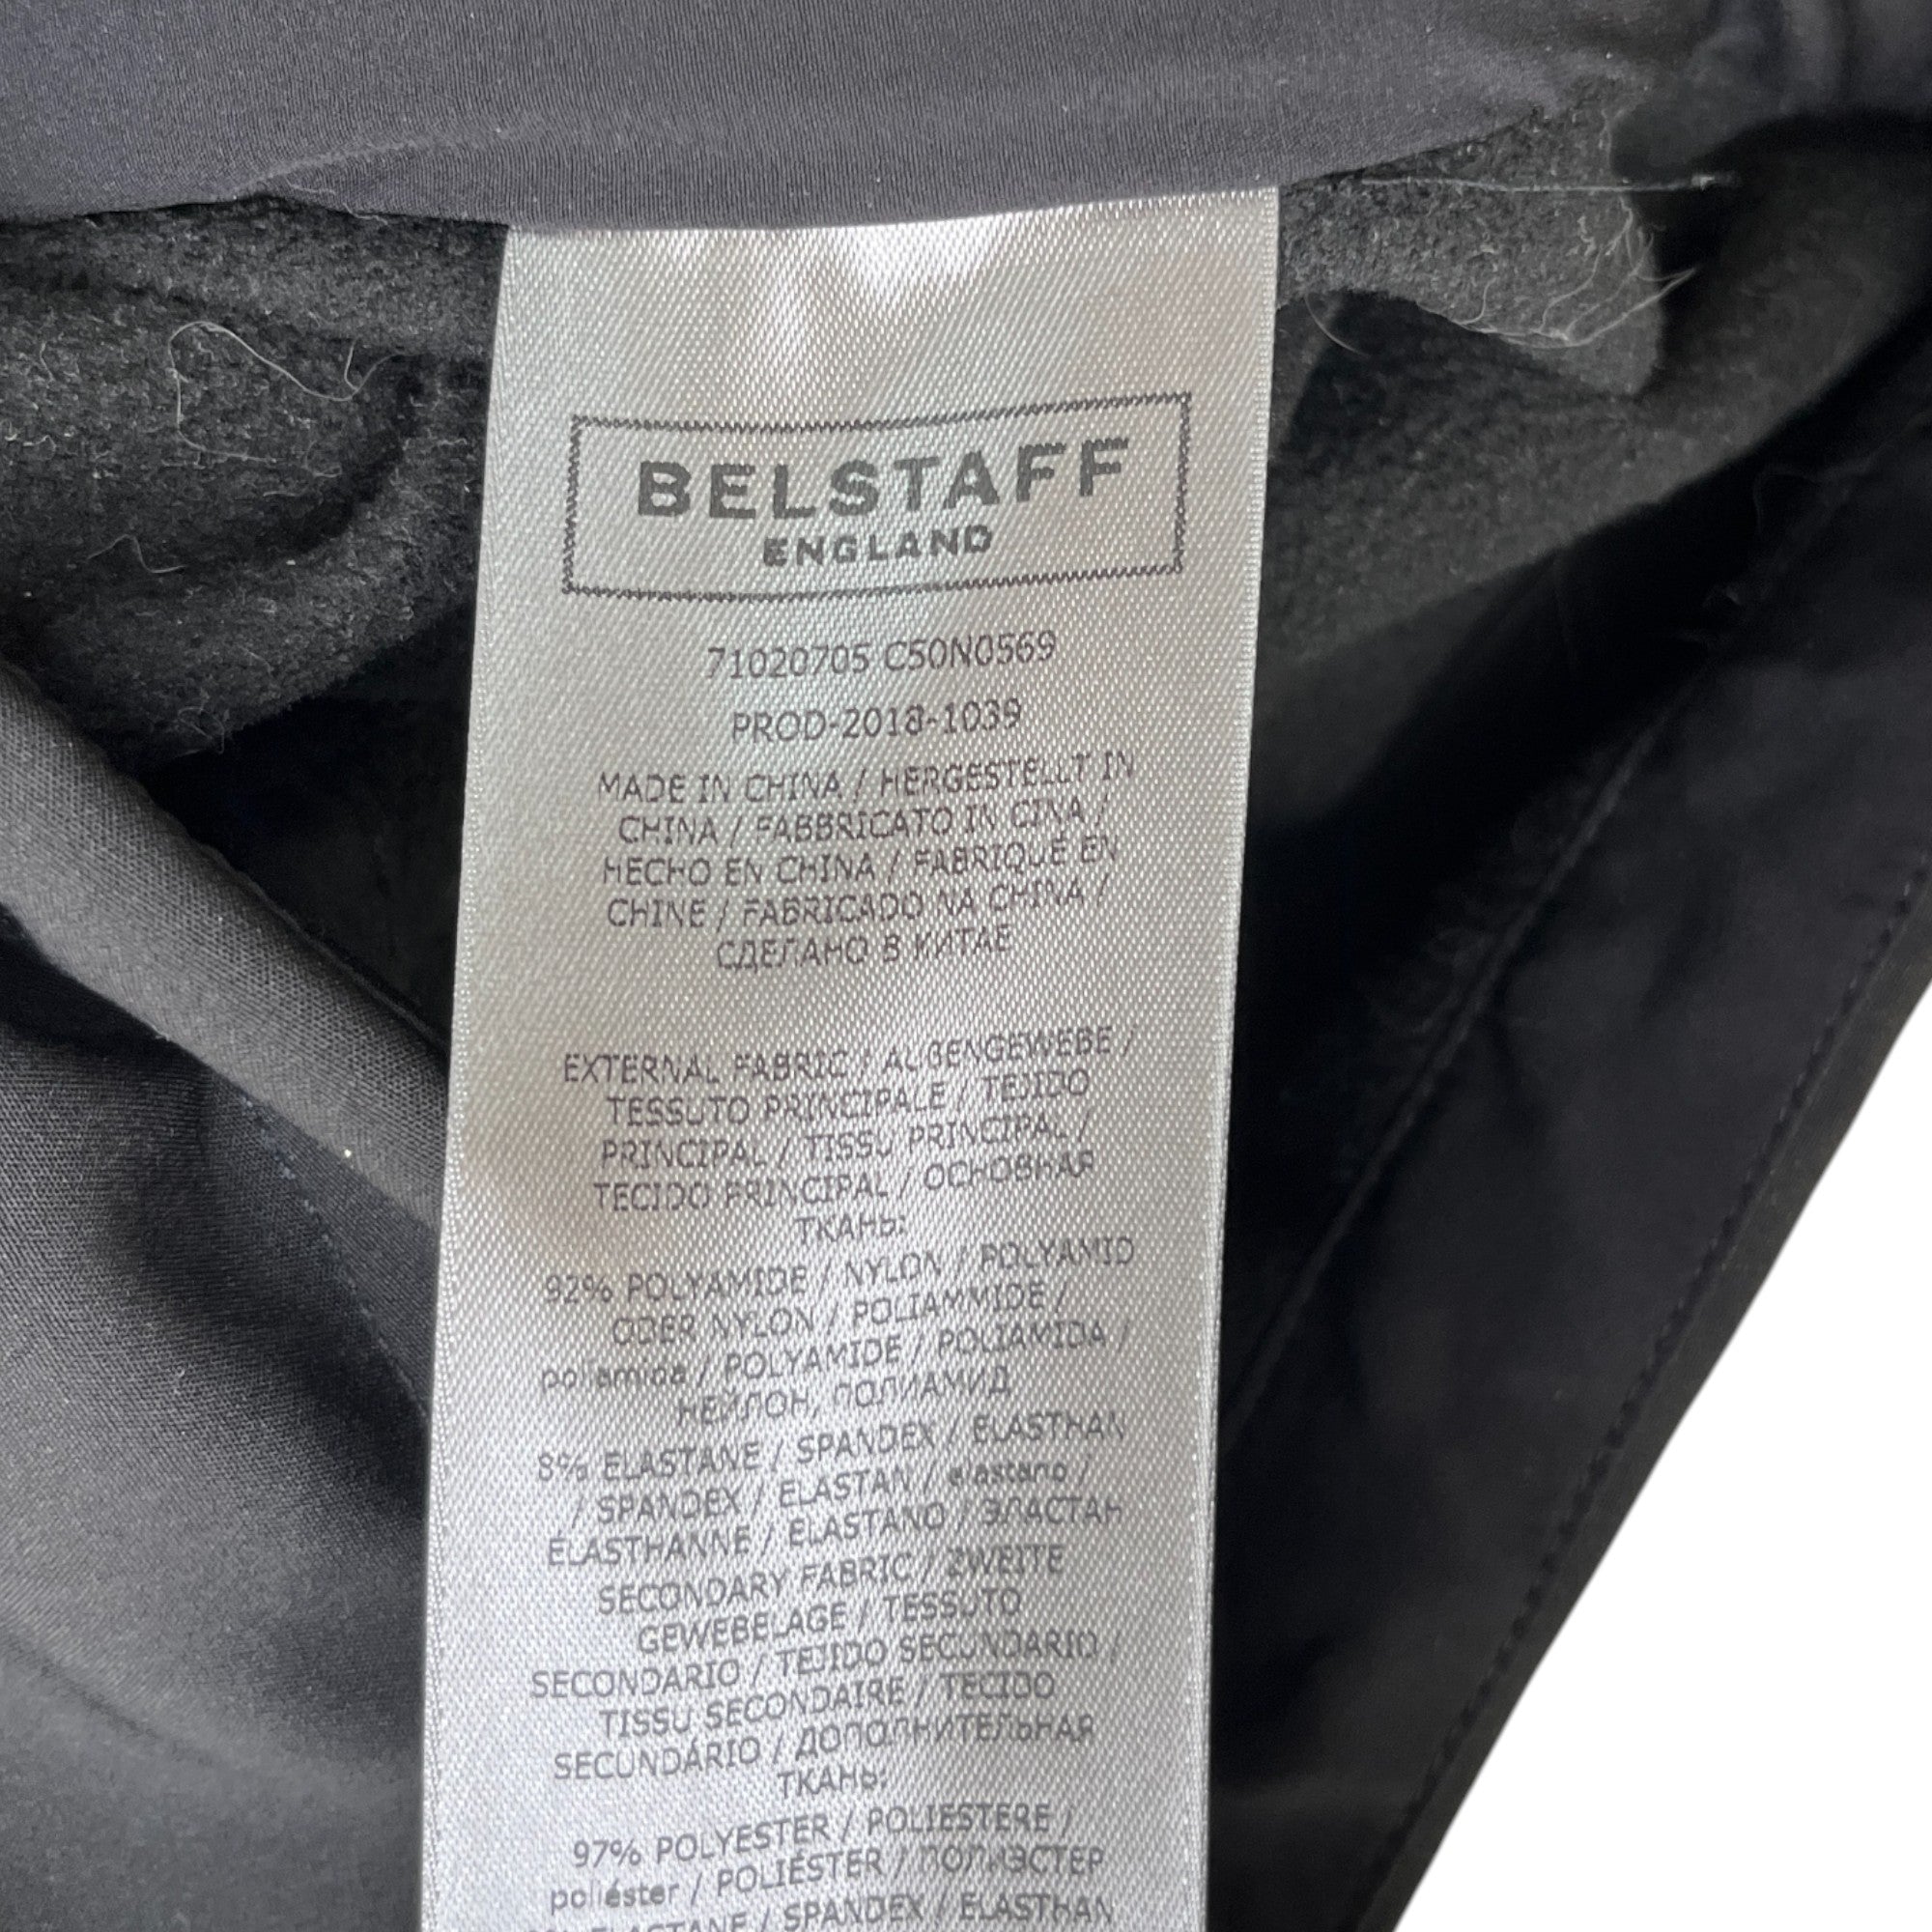 BELSTAFF
ENGLAND
71020705 C50N0569
PROD-2018-1039
MADE IN CHINA / HERGESTELLT IN
CHINA / FABBRICATO IN CINA /
HECHO EN CHINA / FABRIQUÉ EN
CHINE / FABRICADO NA CHINA /
СДЕЛАНО В КИТАЕ
EXTERNAL FABRIC / AUßENGEWEBE /
TESSUTO PRINCIPALE / TEJIDO
PRINCIPAL / TISSU PRINCIPAL /
TECIDO PRINCIPAL / ОСНОВНАЯ
ТКАНЬ:
92% POLYAMIDE / NYLON / POLYAMID
ODER NYLON / POLIAMMIDE /
poliamida / POLYAMIDE / POLIAMIDA /
НЕЙЛОН, ПОЛИАМИД
8% ELASTANE / SPANDEX / ELASTHAN
/ SPANDEX / ELASTAN / elastano /
ÉLASTHANNE / ELASTANO / ЭЛАСТАН
SECONDARY FABRIC / ZWEITE
GEWEBELAGE / TESSUTO
SECONDARIO / TEJIDO SECUNDARIO /
TISSU SECONDAIRE / TECIDO
SECUNDÁRIO / ДОПОЛНИТЕЛЬНАЯ
ТКАНЬ:
97% POLYESTER / POLIESTERE /
poliéster / POLIÉSTER / ПОЛИЭСТЕР
ELASTANE / SPANDEX / ELASTHAN